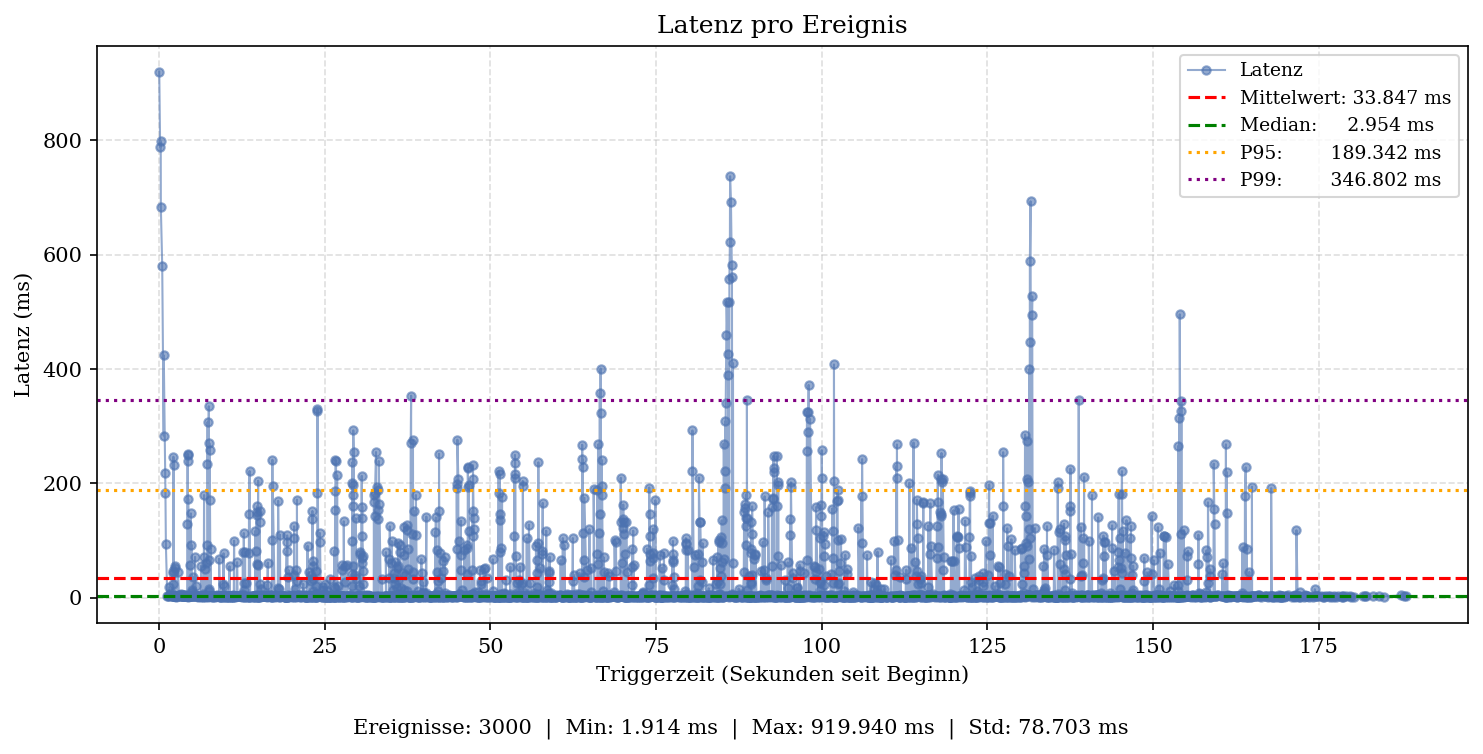 Latenz pro Ereignis
Latenz (ms)
800
600
400
200
0
Latenz
Mittelwert: 33.847 ms
Median: 2.954 ms
P95: 189.342 ms
P99: 346.802 ms
0 25 50 75 100 125 150 175
Triggerzeit (Sekunden seit Beginn)
Ereignisse: 3000 | Min: 1.914 ms | Max: 919.940 ms | Std: 78.703 ms